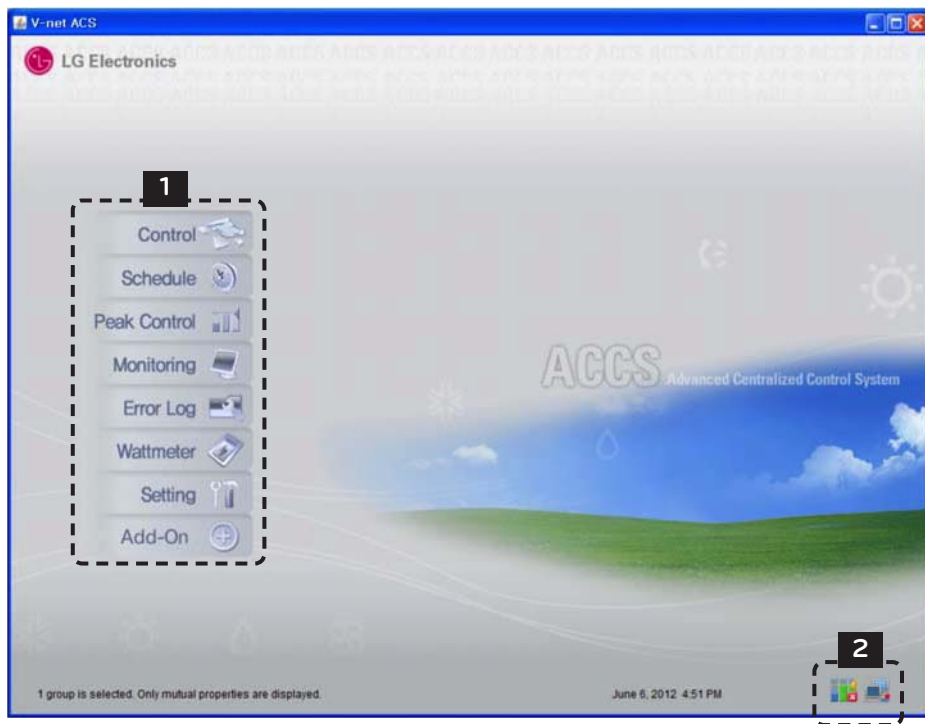 V-net ACS
LG Electronics
1
Control
Schedule
Peak Control
Monitoring
Error Log
Wattmeter
Setting
Add-On
ACCS Advanced Centralized Control System
2
1 group is selected. Only mutual properties are displayed.
June 6, 2012 4:51 PM